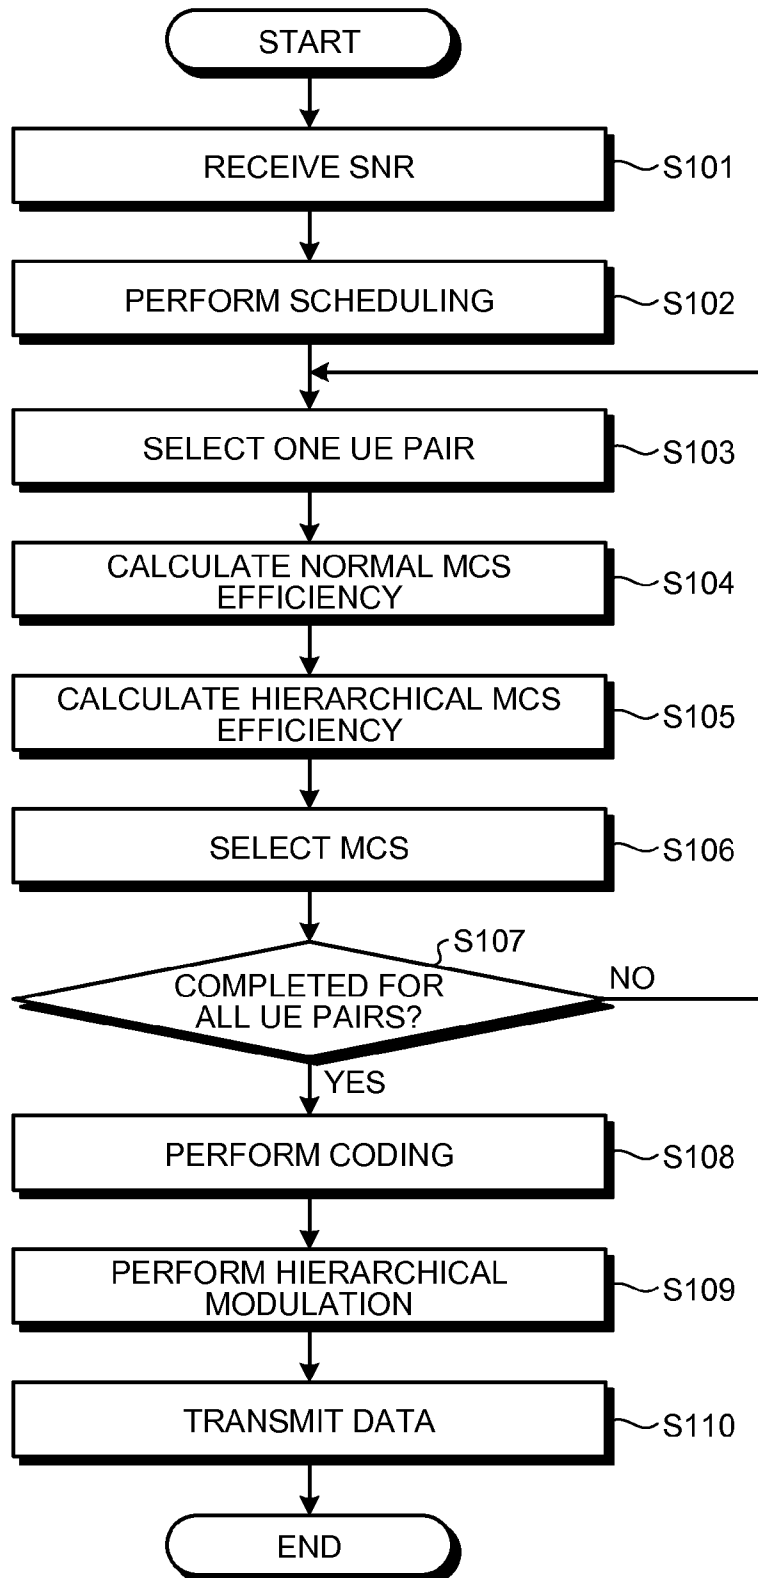 START
RECEIVE SNR
S101
PERFORM SCHEDULING
S102
SELECT ONE UE PAIR
S103
CALCULATE NORMAL MCS
EFFICIENCY
S104
CALCULATE HIERARCHICAL MCS
EFFICIENCY
S105
SELECT MCS
S106
S107
COMPLETED FOR
ALL UE PAIRS?
NO
YES
PERFORM CODING
S108
PERFORM HIERARCHICAL
MODULATION
S109
TRANSMIT DATA
S110
END